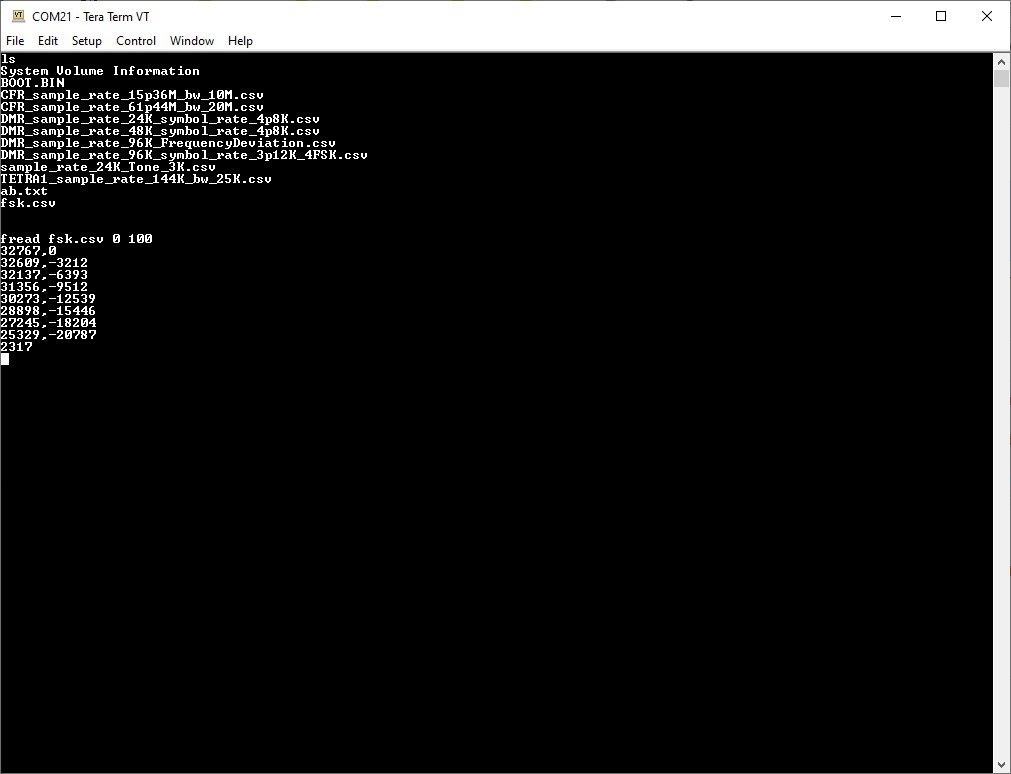 COM21 - Tera Term VT
File Edit Setup Control Window Help
ls
System Volume Information
BOOT.BIN
CFR_sample_rate_15p36M_bw_10M.csv
CFR_sample_rate_61p44M_bw_20M.csv
DMR_sample_rate_24K_symbol_rate_4p8K.csv
DMR_sample_rate_48K_symbol_rate_4p8K.csv
DMR_sample_rate_96K_FrequencyDeviation.csv
DMR_sample_rate_96K_symbol_rate_3p12K_4FSK.csv
sample_rate_24K_Tone_3K.csv
TETRA1_sample_rate_144K_bw_25K.csv
ab.txt
fsk.csv
fread fsk.csv 0 100
32767,0
32609,-3212
32137,-6393
31356,-9512
30273,-12539
28898,-15446
27245,-18204
25329,-20787
2317